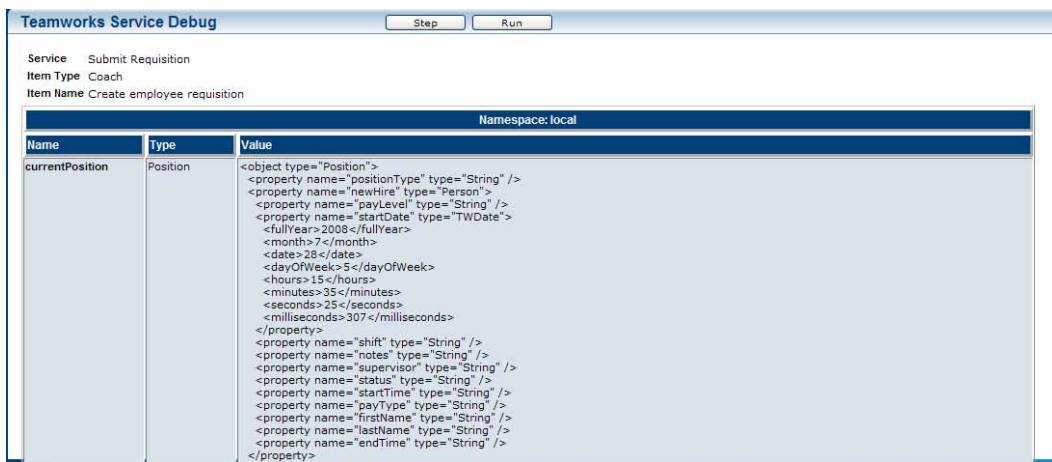 Teamworks Service Debug
Step
Run
Service Submit Requisition
Item Type Coach
Item Name Create employee requisition
Namespace: local
Name Type Value
currentPosition Position <object type="Position">
<property name="positionType" type="String" />
<property name="newHire" type="Person">
<property name="payLevel" type="String" />
<property name="startDate" type="TWDate">
<fullYear>2008</fullYear>
<month>7</month>
<date>28</date>
<dayOfWeek>5</dayOfWeek>
<hours>15</hours>
<minutes>35</minutes>
<seconds>25</seconds>
<milliseconds>307</milliseconds>
</property>
<property name="shift" type="String" />
<property name="notes" type="String" />
<property name="supervisor" type="String" />
<property name="status" type="String" />
<property name="startTime" type="String" />
<property name="payType" type="String" />
<property name="firstName" type="String" />
<property name="lastName" type="String" />
<property name="endTime" type="String" />
</property>